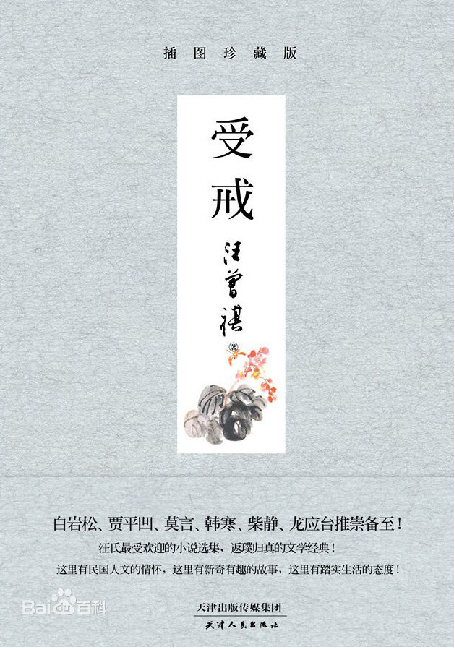 插图珍藏版
受戒
汪曾祺
著
白岩松、贾平凹、莫言、韩寒、柴静、龙应台推崇备至！
汪氏最受欢迎的小说选集，返璞归真的文学经典！
这里有民国人文的情怀，这里有新奇有趣的故事，这里有踏实生活的态度！
Bai百科
天津出版传媒集团
天津人民出版社